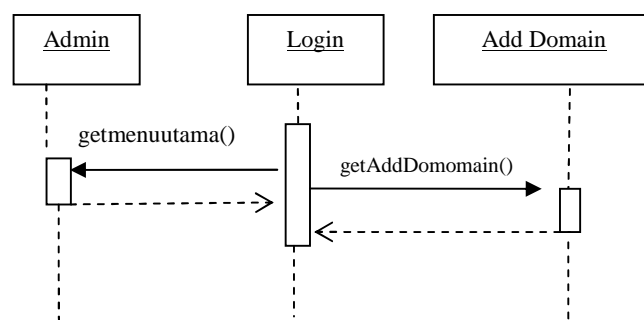 Admin
Login
Add Domain
getmenuutama()
getAddDomomain()